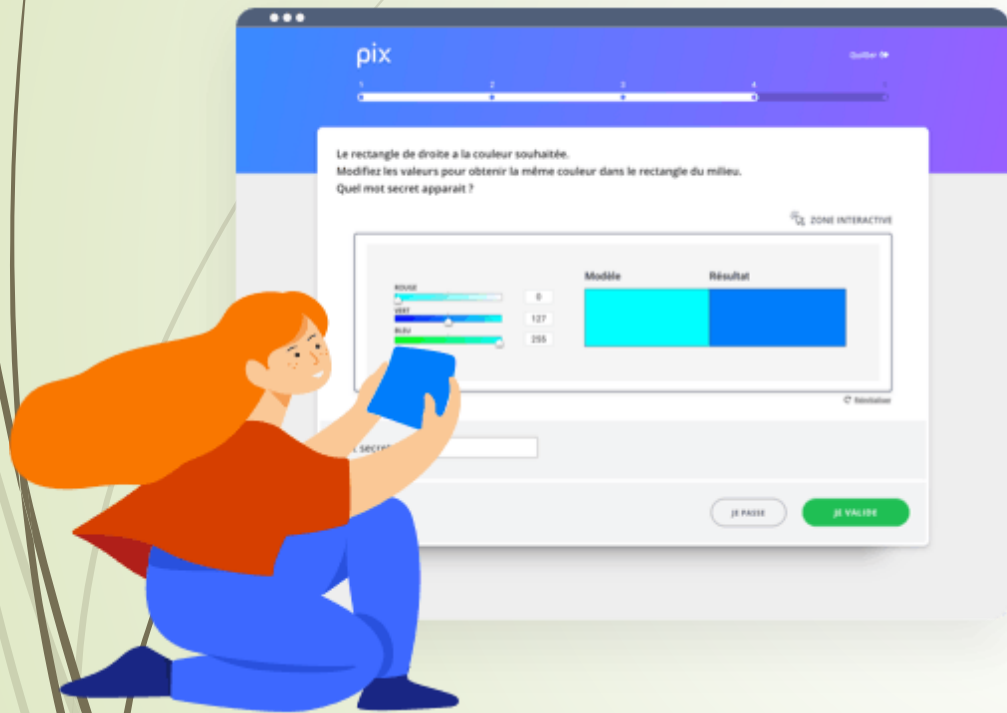 pix
Quitter
1 2 3 4 5
Le rectangle de droite a la couleur souhaitée.
Modifiez les valeurs pour obtenir la même couleur dans le rectangle du milieu.
Quel mot secret apparait ?
ZONE INTERACTIVE
Modèle Résultat
ROUGE 0
VERT 127
BLEU 255
Réinitialiser
secret
JE PASSE JE VALIDE